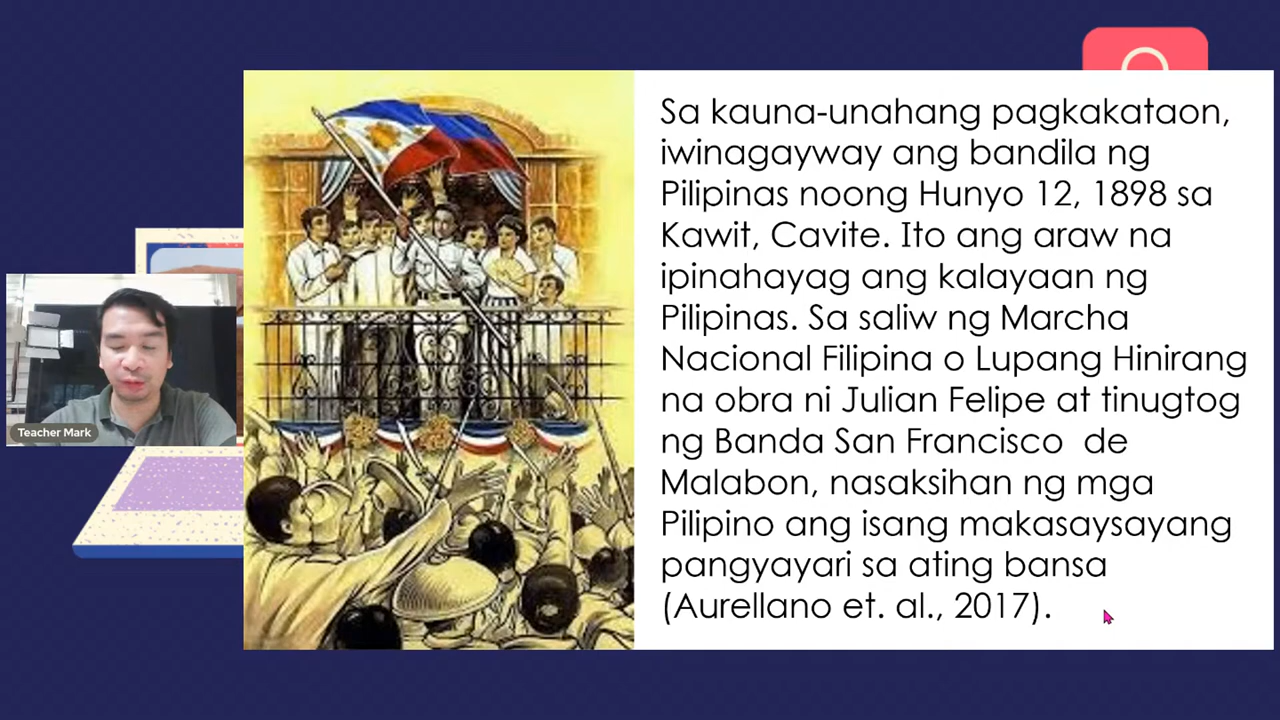 Sa kauna-unahang pagkakataon,
iwinagayway ang bandila ng
Pilipinas noong Hunyo 12, 1898 sa
Kawit, Cavite. Ito ang araw na
ipinahayag ang kalayaan ng
Pilipinas. Sa saliw ng Marcha
Nacional Filipina o Lupang Hinirang
na obra ni Julian Felipe at tinugtog
ng Banda San Francisco  de
Malabon, nasaksihan ng mga
Pilipino ang isang makasaysayang
pangyayari sa ating bansa
(Aurellano et. al., 2017).
Teacher Mark